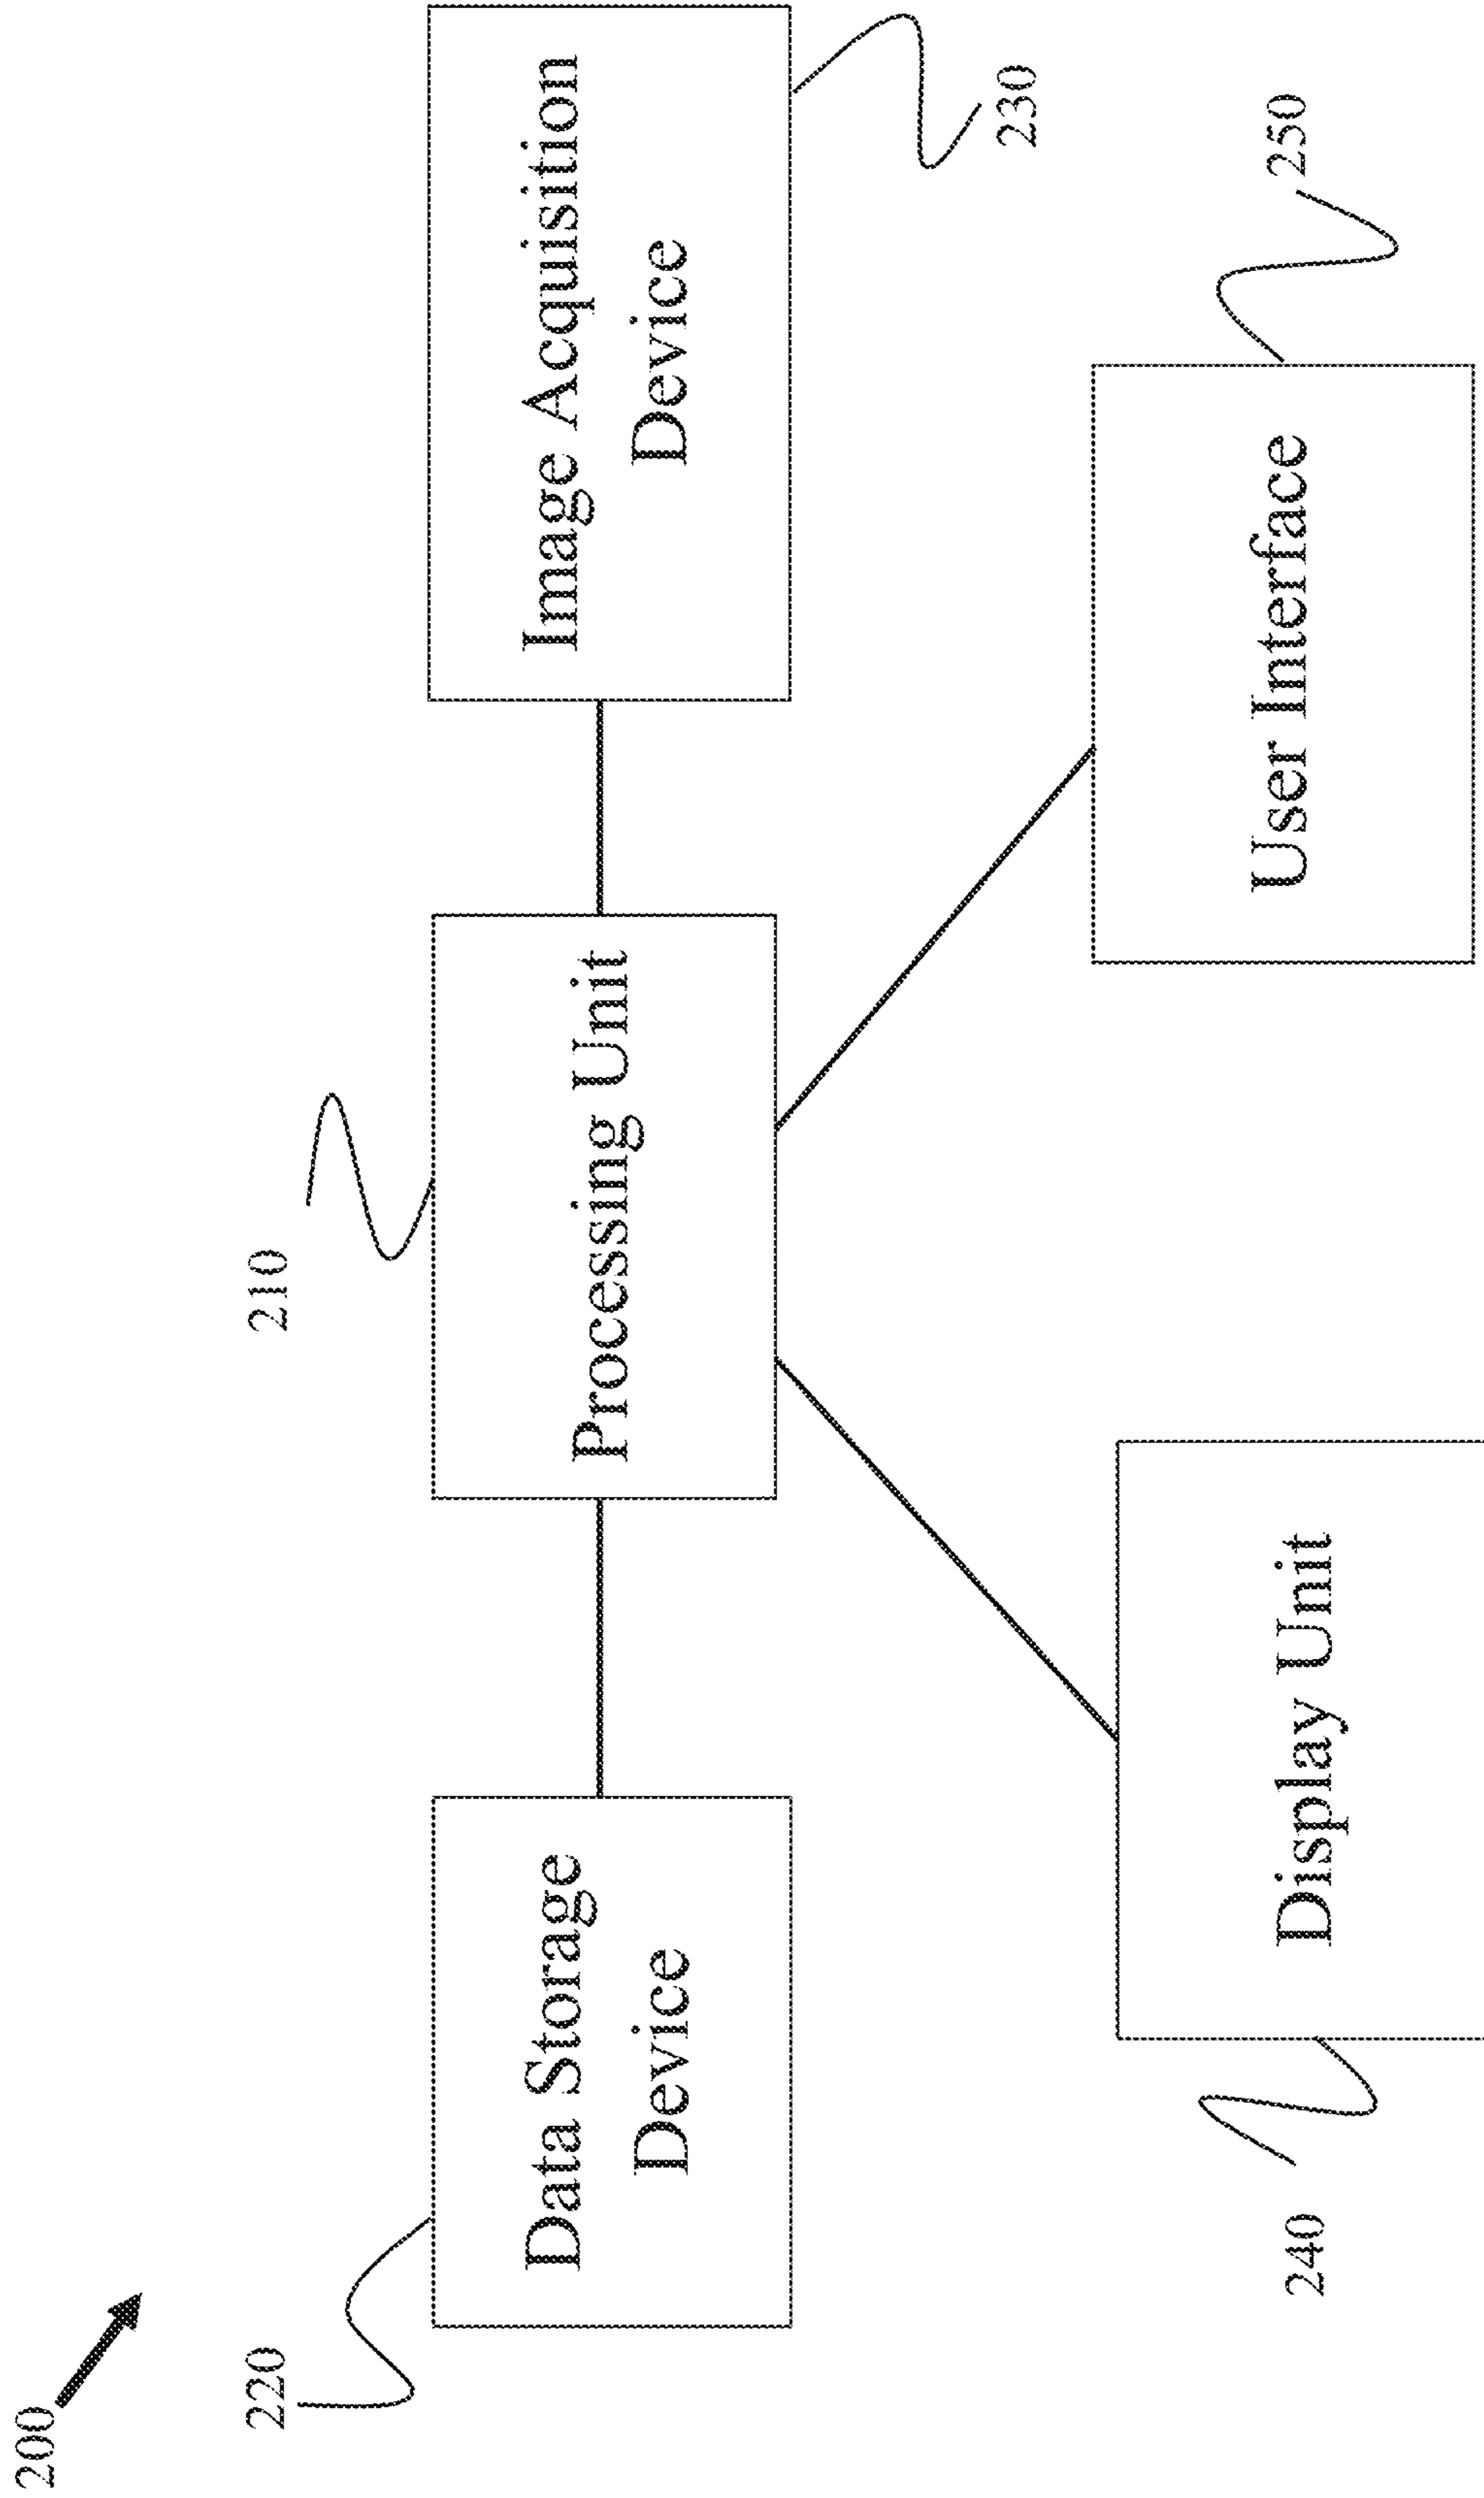 200
220
210
Data Storage
Device
Processing Unit
Image Acquisition
Device
230
240
Display Unit
User Interface
250